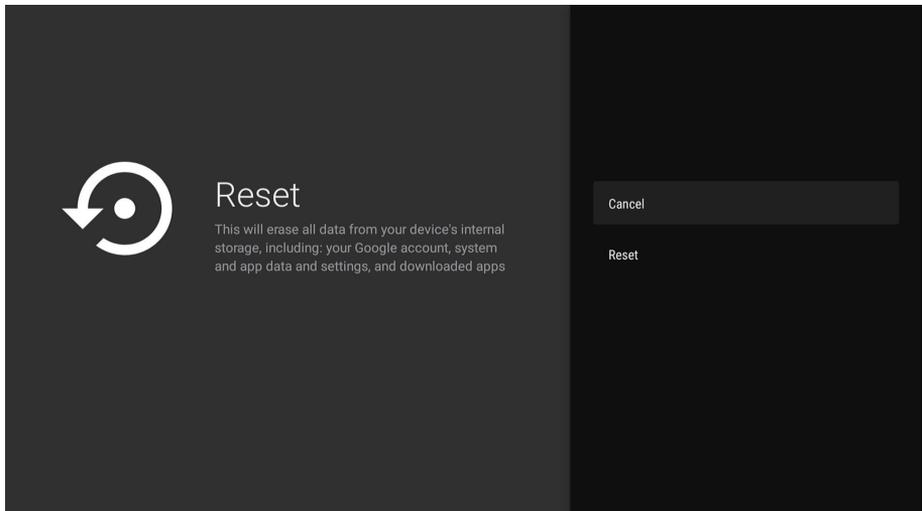 Reset
This will erase all data from your device's internal
storage, including: your Google account, system
and app data and settings, and downloaded apps
Cancel
Reset